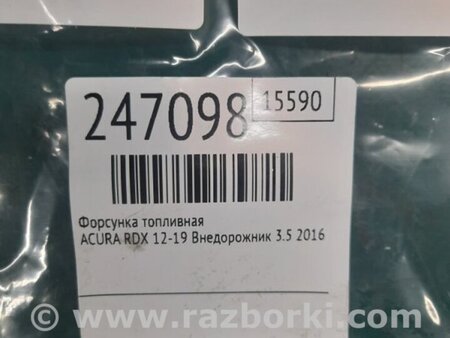 247098
15590
Форсунка топливная
ACURA RDX 12-19 Внедорожник 3.5 2016
www.razborki.com